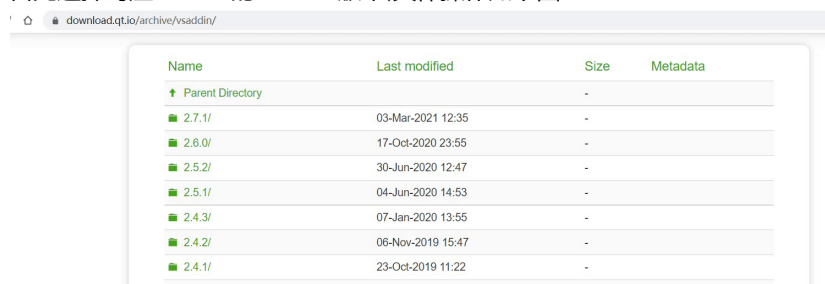 download.qt.io/archive/vsaddin/
Name Last modified Size Metadata
Parent Directory -
2.7.1/ 03-Mar-2021 12:35 -
2.6.0/ 17-Oct-2020 23:55 -
2.5.2/ 30-Jun-2020 12:47 -
2.5.1/ 04-Jun-2020 14:53 -
2.4.3/ 07-Jan-2020 13:55 -
2.4.2/ 06-Nov-2019 15:47 -
2.4.1/ 23-Oct-2019 11:22 -